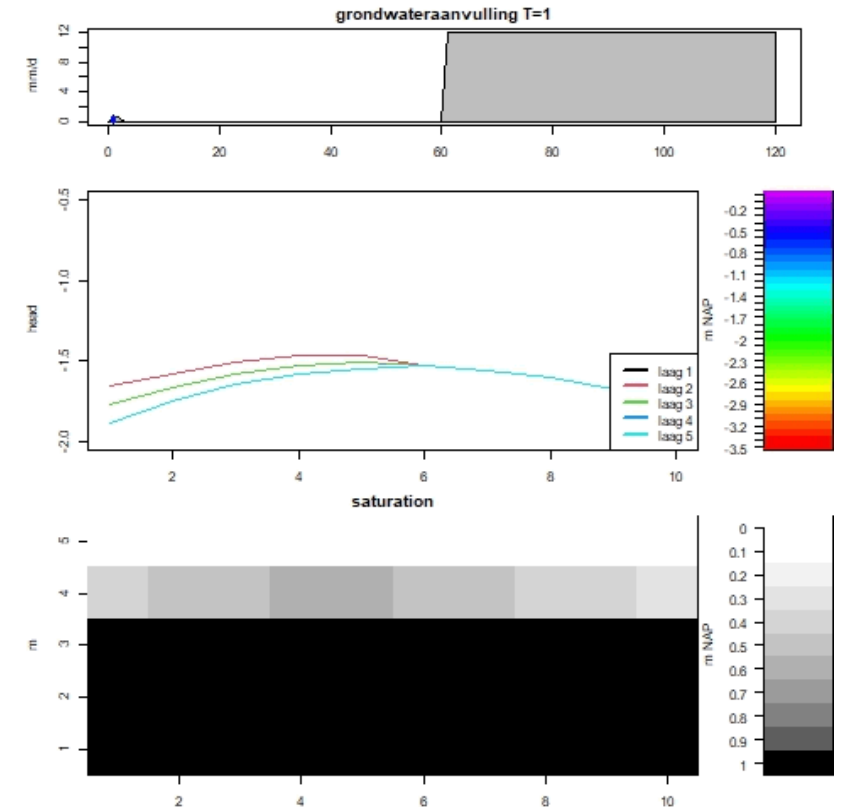 grondwateraanvulling T=1
mm/d
12
8
4
0
0 20 40 60 80 100 120
head
-0.5
-1.0
-1.5
-2.0
2 4 6 8 10
laag 1
laag 2
laag 3
laag 4
laag 5
m NAP
-0.2
-0.5
-0.8
-1.1
-1.4
-1.7
-2
-2.3
-2.6
-2.9
-3.2
-3.5
saturation
m
5
4
3
2
1
2 4 6 8 10
m NAP
0
0.1
0.2
0.3
0.4
0.5
0.6
0.7
0.8
0.9
1